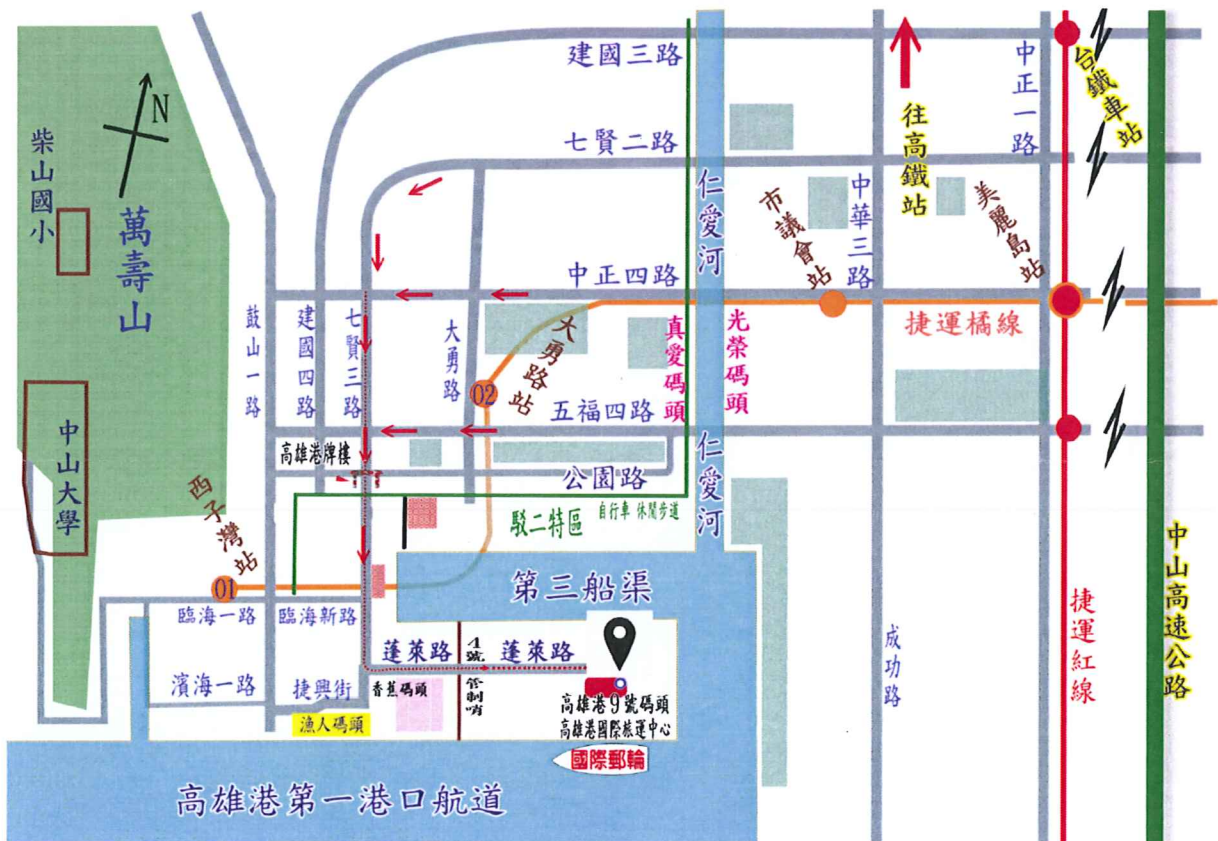 建國三路
中正一路
台鐵車站
N
柴山國小
七賢二路
往高鐵站
仁愛河
市議會站
中華三路
美麗島站
萬壽山
中正四路
捷運橘線
鼓山一路
建國四路
七賢三路
大勇路
大勇路站
02
真愛碼頭
光榮碼頭
五福四路
仁愛河
高雄港牌樓
公園路
中山大學
西子灣站
駁二特區
自行車 休閒步道
中山高速公路
01
第三船渠
臨海一路
臨海新路
捷運紅線
成功路
蓬萊路
4號管制哨
蓬萊路
濱海一路
捷興街
香蕉碼頭
高雄港9號碼頭
高雄港國際旅運中心
漁人碼頭
國際郵輪
高雄港第一港口航道